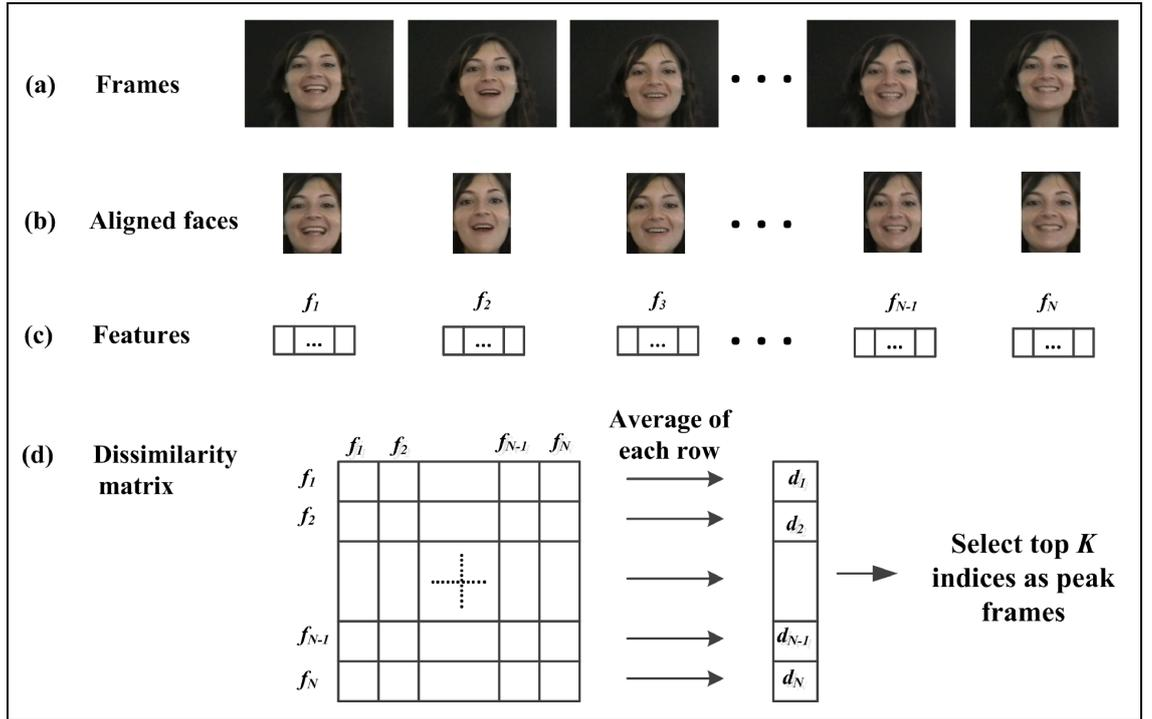 (a) Frames
(b) Aligned faces
f1 f2 f3 fN-1 fN
(c) Features
... ... ... ... ...
(d) Dissimilarity
matrix
f1 f2 fN-1 fN
f1
f2
fN-1
fN
Average of
each row
d1
d2
dN-1
dN
Select top K
indices as peak
frames